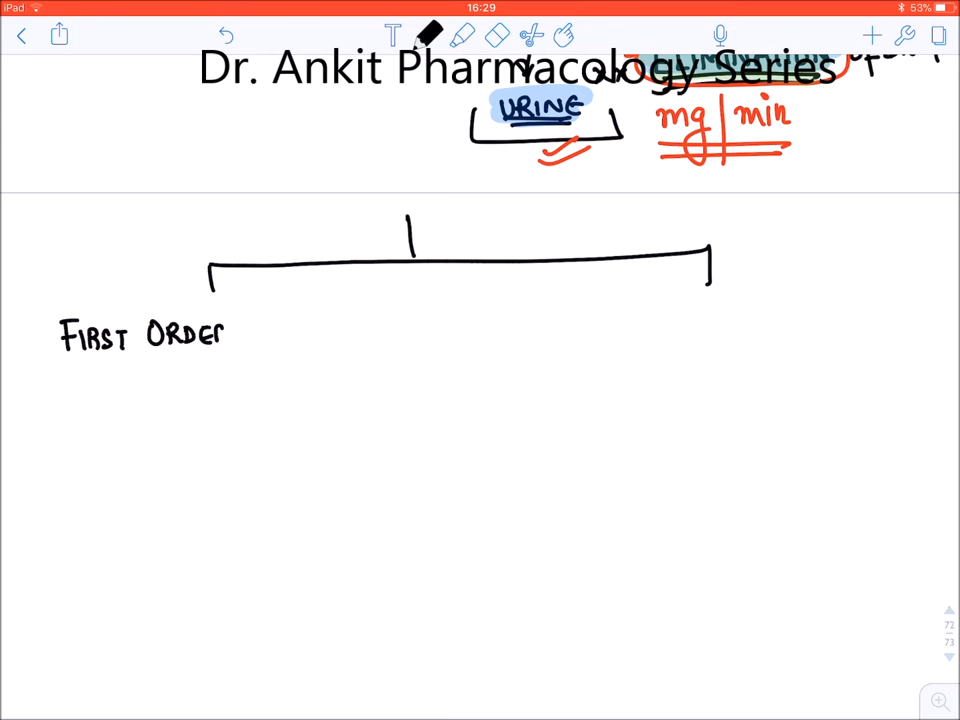 iPad 16:29 53%
Dr. Ankit Pharmacology Series
URINE
mg min
FIRST ORDER
72
73